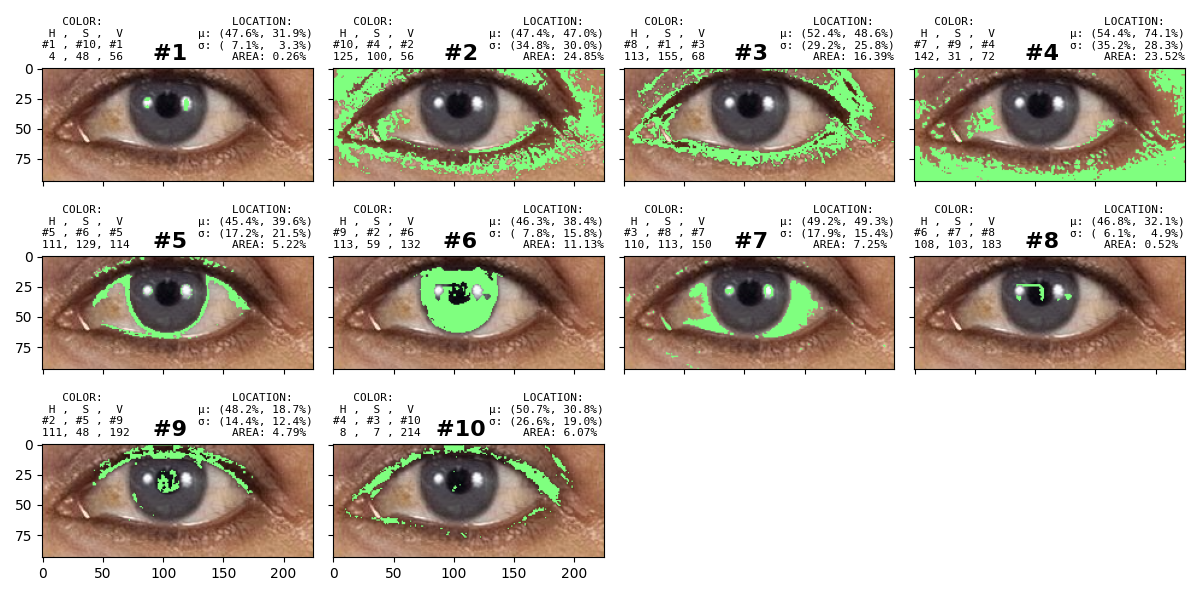 COLOR: LOCATION:
H , S , V μ: (47.6%, 31.9%)
#1 , #10, #1 #1 σ: ( 7.1%, 3.3%)
4 , 48 , 56 AREA: 0.26%
COLOR: LOCATION:
H , S , V μ: (47.4%, 47.0%)
#10, #4 , #2 #2 σ: (34.8%, 30.0%)
125, 100, 56 AREA: 24.85%
COLOR: LOCATION:
H , S , V μ: (52.4%, 48.6%)
#8 , #1 , #3 #3 σ: (29.2%, 25.8%)
113, 155, 68 AREA: 16.39%
COLOR: LOCATION:
H , S , V μ: (54.4%, 74.1%)
#7 , #9 , #4 #4 σ: (35.2%, 28.3%)
142, 31 , 72 AREA: 23.52%
0
25
50
75
COLOR: LOCATION:
H , S , V μ: (45.4%, 39.6%)
#5 , #6 , #5 #5 σ: (17.2%, 21.5%)
111, 129, 114 AREA: 5.22%
COLOR: LOCATION:
H , S , V μ: (46.3%, 38.4%)
#9 , #2 , #6 #6 σ: ( 7.8%, 15.8%)
113, 59 , 132 AREA: 11.13%
COLOR: LOCATION:
H , S , V μ: (49.2%, 49.3%)
#3 , #8 , #7 #7 σ: (17.9%, 15.4%)
110, 113, 150 AREA: 7.25%
COLOR: LOCATION:
H , S , V μ: (46.8%, 32.1%)
#6 , #7 , #8 #8 σ: ( 6.1%, 4.9%)
108, 103, 183 AREA: 0.52%
0
25
50
75
COLOR: LOCATION:
H , S , V μ: (48.2%, 18.7%)
#2 , #5 , #9 #9 σ: (14.4%, 12.4%)
111, 48 , 192 AREA: 4.79%
COLOR: LOCATION:
H , S , V μ: (50.7%, 30.8%)
#4 , #3 , #10 #10 σ: (26.6%, 19.0%)
8 , 7 , 214 AREA: 6.07%
0
25
50
75
0 50 100 150 200
0 50 100 150 200